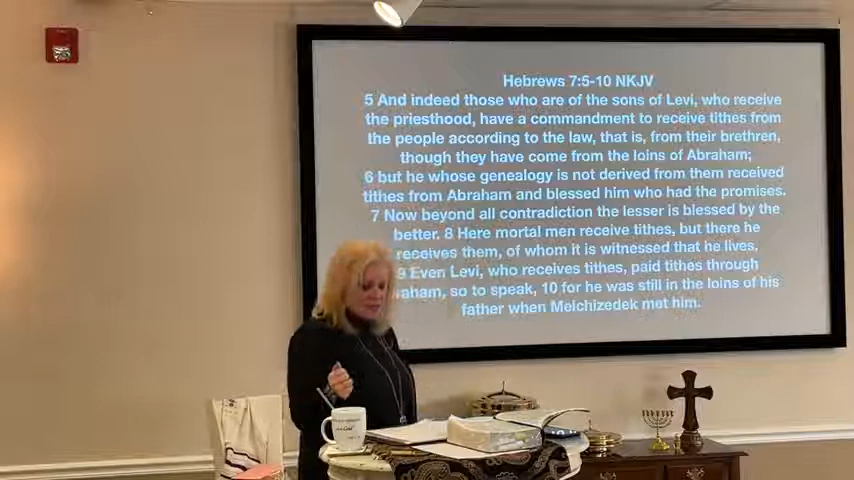 Hebrews 7:5-10 NKJV
5 And indeed those who are of the sons of Levi, who receive
the priesthood, have a commandment to receive tithes from
the people according to the law, that is, from their brethren,
though they have come from the loins of Abraham;
6 but he whose genealogy is not derived from them received
tithes from Abraham and blessed him who had the promises.
7 Now beyond all contradiction the lesser is blessed by the
better. 8 Here mortal men receive tithes, but there he
receives them, of whom it is witnessed that he lives.
9 Even Levi, who receives tithes, paid tithes through
raham, so to speak, 10 for he was still in the loins of his
father when Melchizedek met him.